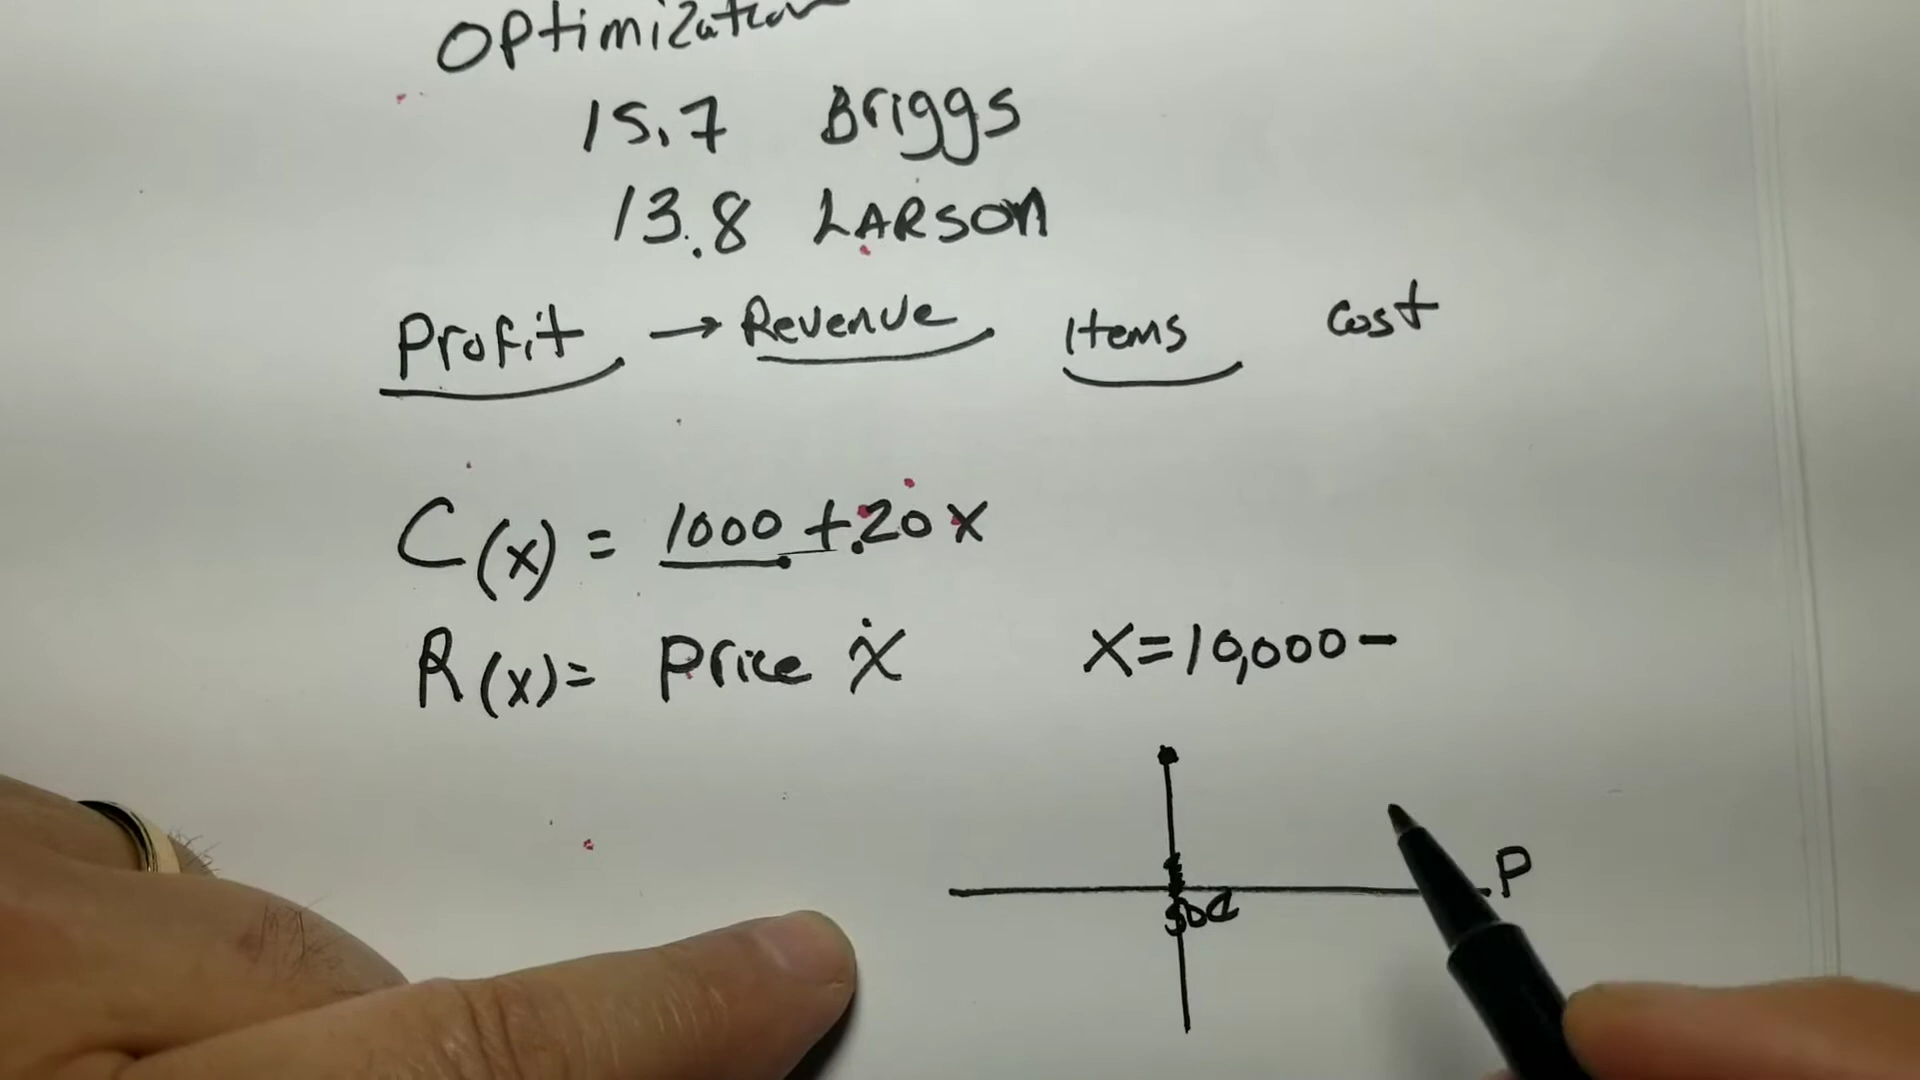 Optimization
15.7 Briggs
13.8 LARSON
Profit → Revenue Items Cost
C(x) = 1000 + .20x
R(x) = Price x
X=10,000-
P